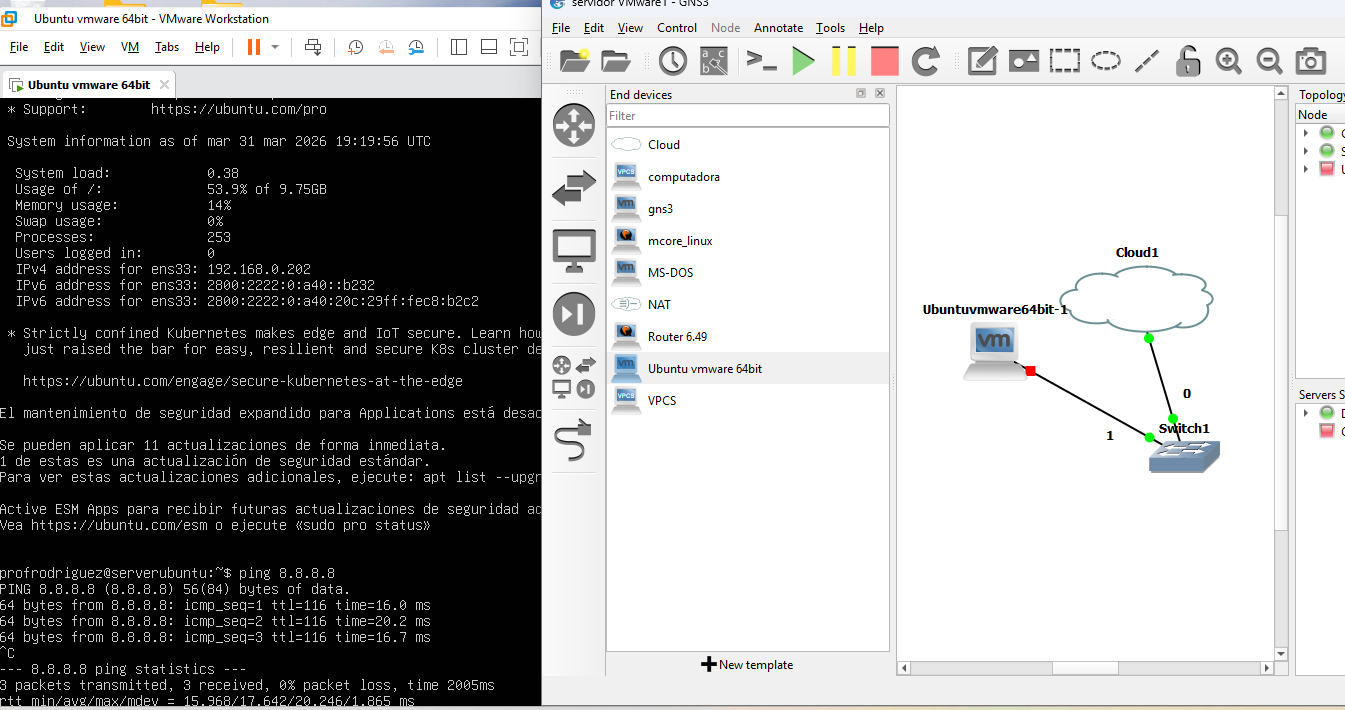 Ubuntu vmware 64bit - VMware Workstation
File Edit View VM Tabs Help
Ubuntu vmware 64bit
* Support: https://ubuntu.com/pro
System information as of mar 31 mar 2026 19:19:56 UTC
System load: 0.38
Usage of /: 53.9% of 9.75GB
Memory usage: 14%
Swap usage: 0%
Processes: 253
Users logged in: 0
IPv4 address for ens33: 192.168.0.202
IPv6 address for ens33: 2800:2222:0:a40::b232
IPv6 address for ens33: 2800:2222:0:a40:20c:29ff:fec8:b2c2
* Strictly confined Kubernetes makes edge and IoT secure. Learn how
just raised the bar for easy, resilient and secure K8s cluster de
https://ubuntu.com/engage/secure-kubernetes-at-the-edge
El mantenimiento de seguridad expandido para Applications está desac
Se pueden aplicar 11 actualizaciones de forma inmediata.
1 de estas es una actualización de seguridad estándar.
Para ver estas actualizaciones adicionales, ejecute: apt list --upgr
Active ESM Apps para recibir futuras actualizaciones de seguridad ad
Vea https://ubuntu.com/esm o ejecute «sudo pro status»
profrodriguez@serverubuntu:~$ ping 8.8.8.8
PING 8.8.8.8 (8.8.8.8) 56(84) bytes of data.
64 bytes from 8.8.8.8: icmp_seq=1 ttl=116 time=16.0 ms
64 bytes from 8.8.8.8: icmp_seq=2 ttl=116 time=20.2 ms
64 bytes from 8.8.8.8: icmp_seq=3 ttl=116 time=16.7 ms
^C
--- 8.8.8.8 ping statistics ---
3 packets transmitted, 3 received, 0% packet loss, time 2005ms
rtt min/avg/max/mdev = 15.968/17.642/20.246/1.865 ms
servidor VMware1 - GNS3
File Edit View Control Node Annotate Tools Help
End devices
Filter
Cloud
VPCS computadora
vm gns3
mcore_linux
vm MS-DOS
NAT
Router 6.49
vm Ubuntu vmware 64bit
VPCS VPCS
New template
Cloud1
Ubuntuvmware64bit-1
vm
0
1
Switch1
Topology
Node
Servers S